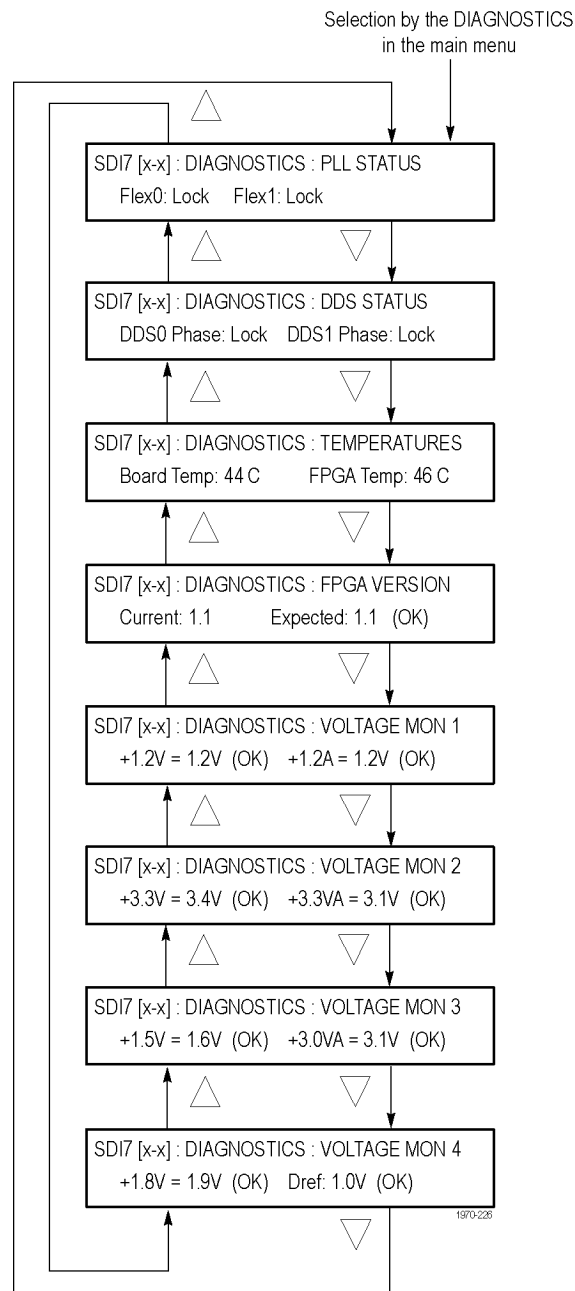 Selection by the DIAGNOSTICS
in the main menu
SDI7 [x-x] : DIAGNOSTICS : PLL STATUS
Flex0: Lock Flex1: Lock
SDI7 [x-x] : DIAGNOSTICS : DDS STATUS
DDS0 Phase: Lock DDS1 Phase: Lock
SDI7 [x-x] : DIAGNOSTICS : TEMPERATURES
Board Temp: 44 C FPGA Temp: 46 C
SDI7 [x-x] : DIAGNOSTICS : FPGA VERSION
Current: 1.1 Expected: 1.1 (OK)
SDI7 [x-x] : DIAGNOSTICS : VOLTAGE MON 1
+1.2V = 1.2V (OK) +1.2A = 1.2V (OK)
SDI7 [x-x] : DIAGNOSTICS : VOLTAGE MON 2
+3.3V = 3.4V (OK) +3.3VA = 3.1V (OK)
SDI7 [x-x] : DIAGNOSTICS : VOLTAGE MON 3
+1.5V = 1.6V (OK) +3.0VA = 3.1V (OK)
SDI7 [x-x] : DIAGNOSTICS : VOLTAGE MON 4
+1.8V = 1.9V (OK) Dref: 1.0V (OK)
1970-226